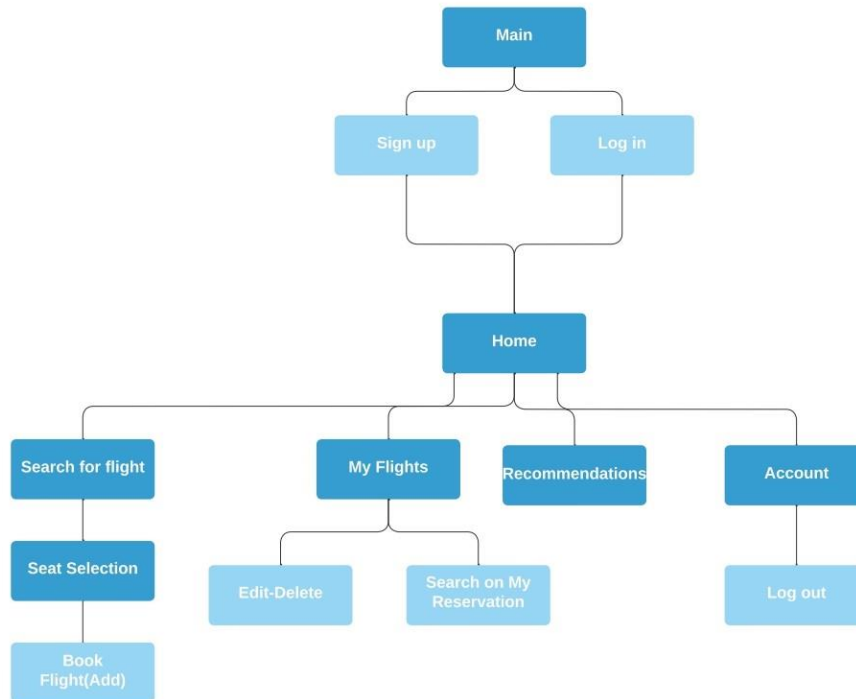 Main
Sign up
Log in
Home
Search for flight
My Flights
Recommendations
Account
Seat Selection
Edit-Delete
Search on My
Reservation
Log out
Book
Flight(Add)